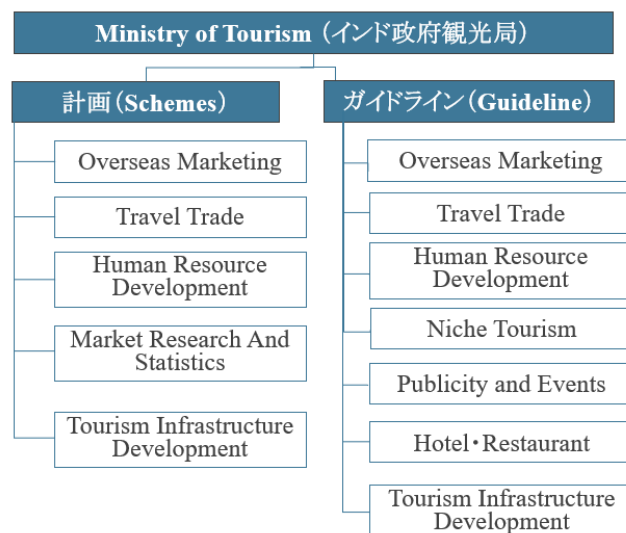 Ministry of Tourism（インド政府観光局）
計画（Schemes）
Overseas Marketing
Travel Trade
Human Resource
Development
Market Research And
Statistics
Tourism Infrastructure
Development
ガイドライン（Guideline）
Overseas Marketing
Travel Trade
Human Resource
Development
Niche Tourism
Publicity and Events
Hotel・Restaurant
Tourism Infrastructure
Development